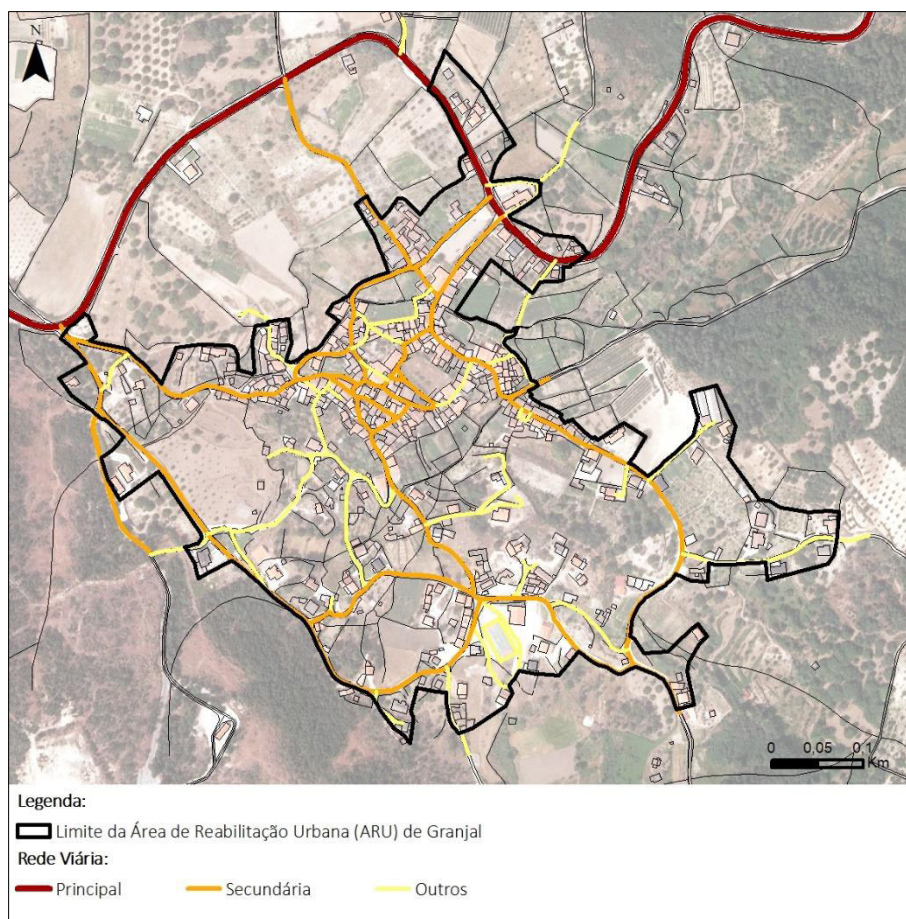 N
0 0,05 0,1
Km
Legenda:
Limite da Área de Reabilitação Urbana (ARU) de Granjal
Rede Viária:
Principal Secundária Outros